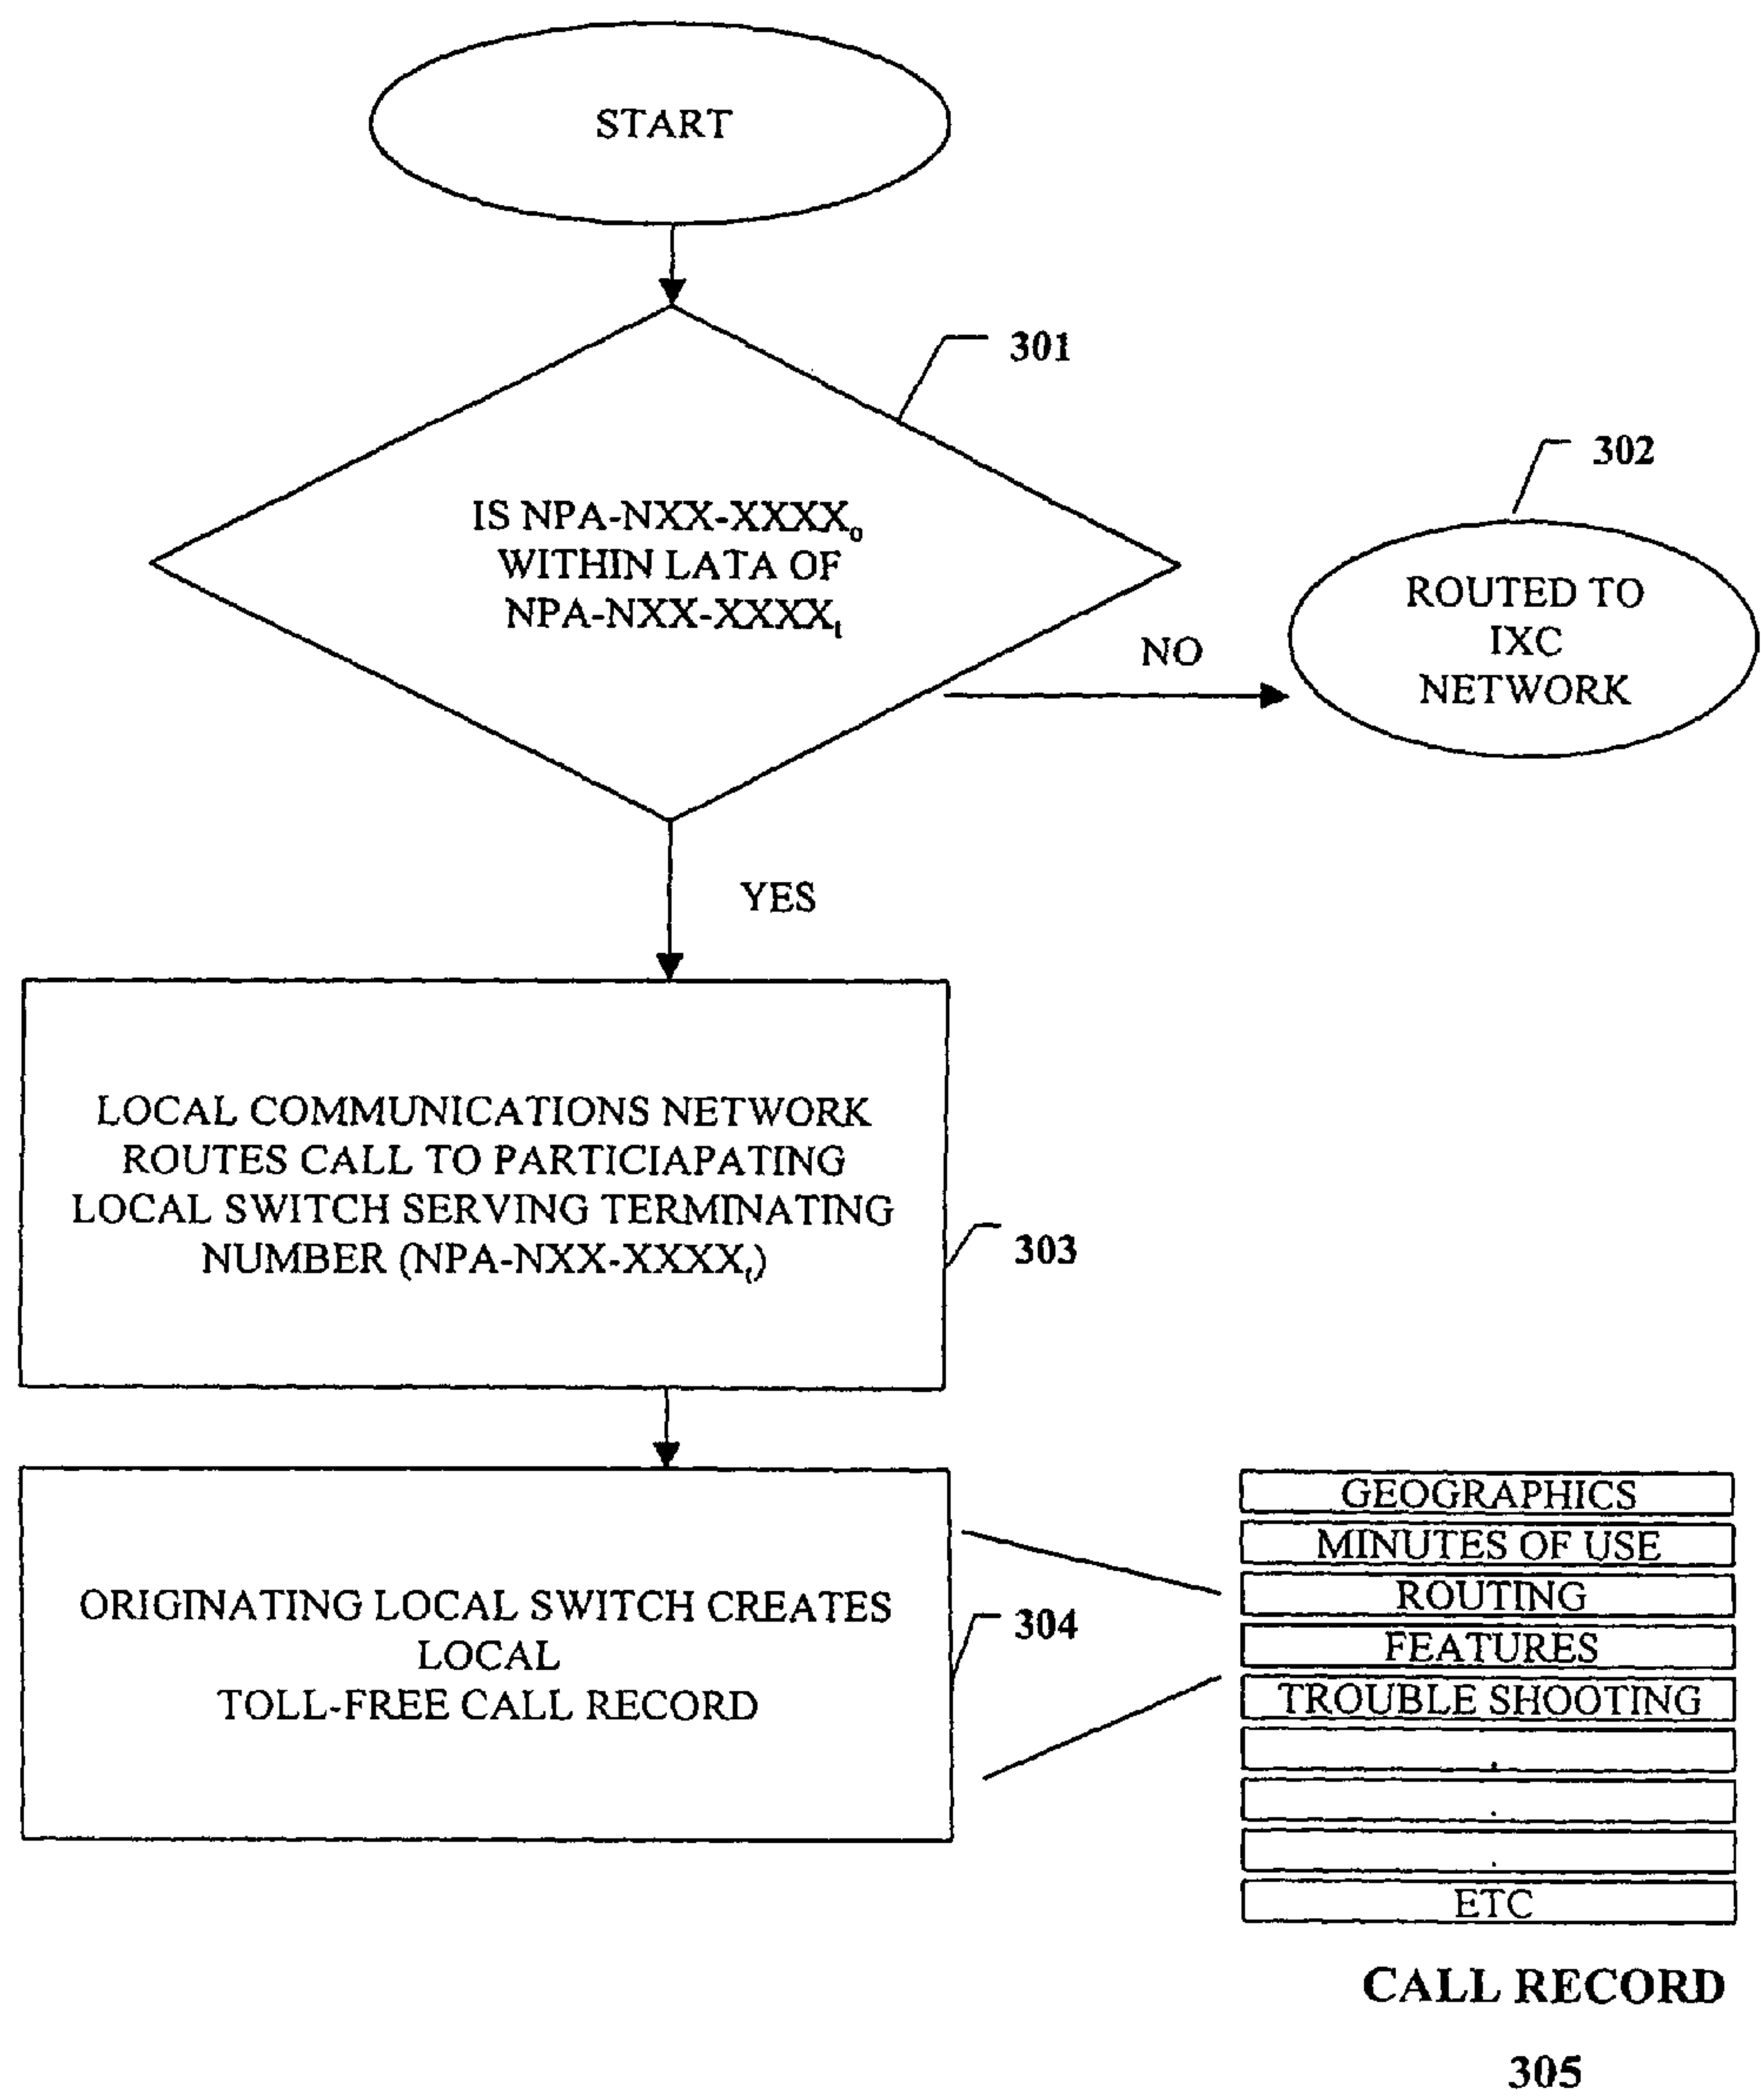 START
301
IS NPA-NXX-XXXXₒ
WITHIN LATA OF
NPA-NXX-XXXXₜ
302
ROUTED TO
IXC
NETWORK
NO
YES
LOCAL COMMUNICATIONS NETWORK
ROUTES CALL TO PARTICIAPATING
LOCAL SWITCH SERVING TERMINATING
NUMBER (NPA-NXX-XXXXₜ)
303
ORIGINATING LOCAL SWITCH CREATES
LOCAL
TOLL-FREE CALL RECORD
304
GEOGRAPHICS
MINUTES OF USE
ROUTING
FEATURES
TROUBLE SHOOTING
.
.
.
ETC
CALL RECORD
305